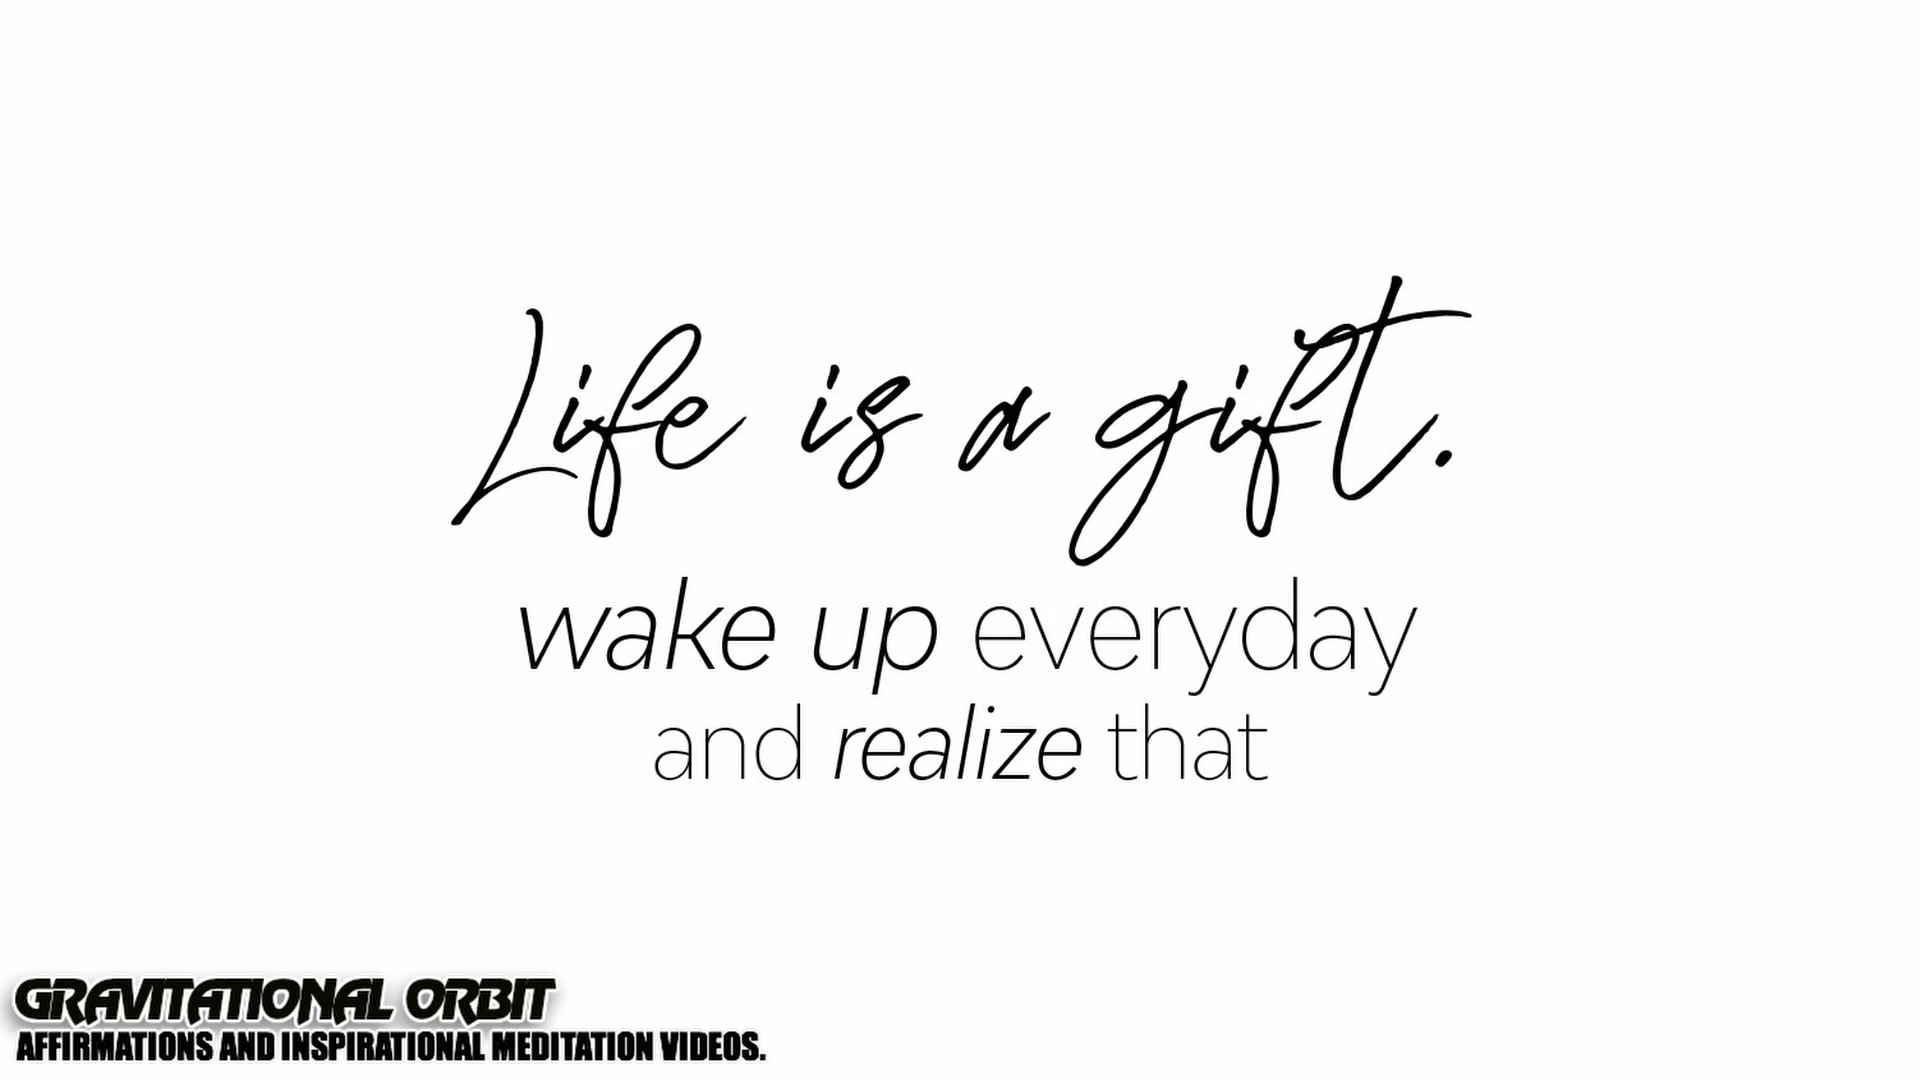 Life is a gift.
wake up everyday
and realize that
GRAVITATIONAL ORBIT
AFFIRMATIONS AND INSPIRATIONAL MEDITATION VIDEOS.